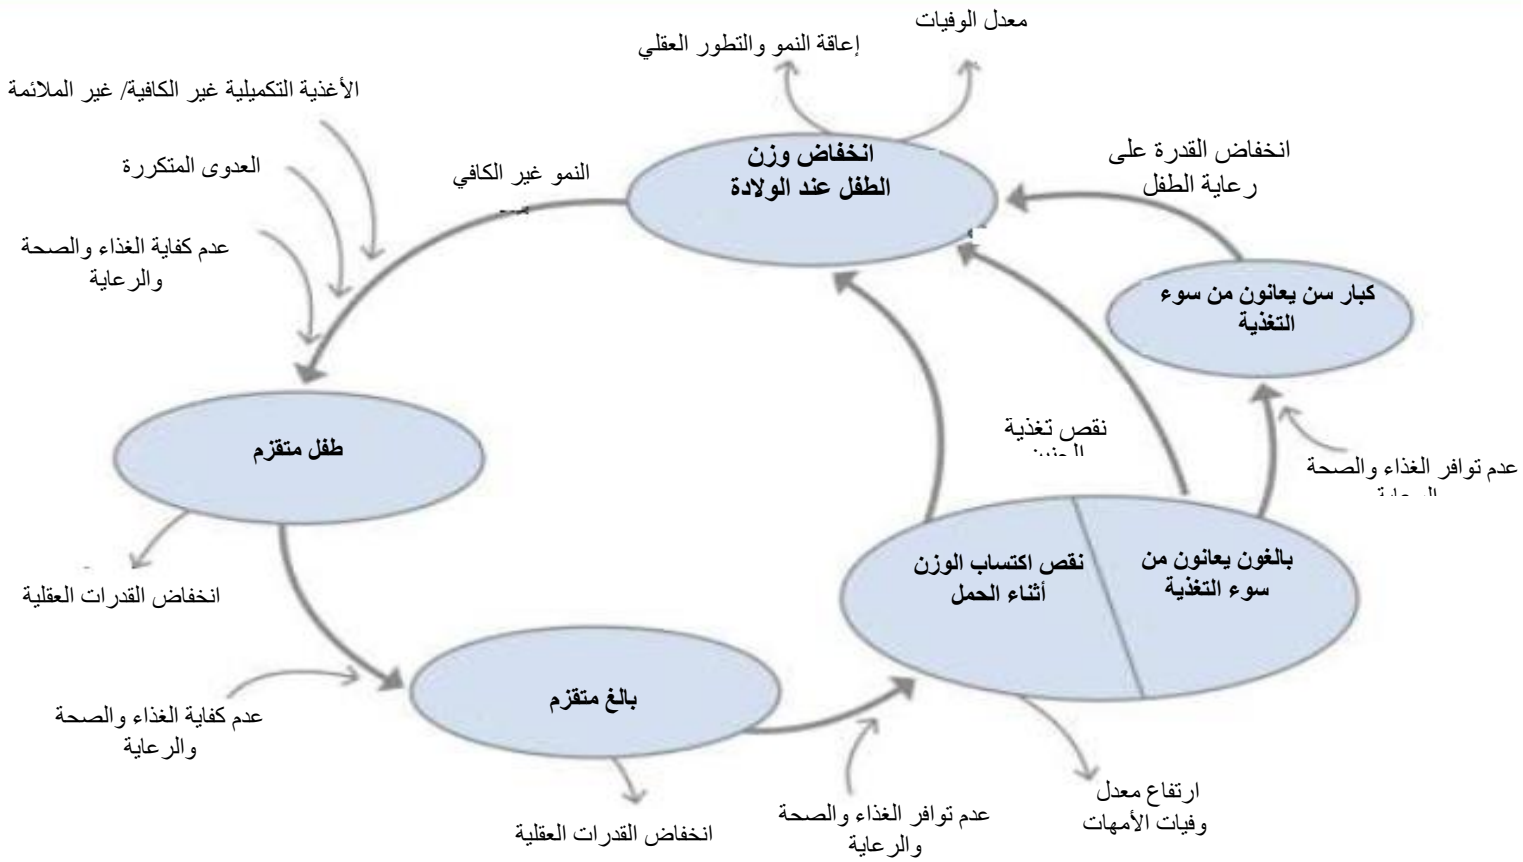 معدل الوفيات
إعاقة النمو والتطور العقلي
الأغذية التكميلية غير الكافية/ غير الملائمة
انخفاض وزن
الطفل عند الولادة
انخفاض القدرة على
رعاية الطفل
العدوى المتكررة
النمو غير الكافي
عدم كفاية الغذاء والصحة
والرعاية
كبار سن يعانون من سوء
التغذية
نقص تغذية
طفل متقزم
عدم توافر الغذاء والصحة
بالغون يعانون من
سوء التغذية
نقص اكتساب الوزن
أثناء الحمل
انخفاض القدرات العقلية
بالغ متقزم
عدم كفاية الغذاء والصحة
والرعاية
ارتفاع معدل
وفيات الأمهات
عدم توافر الغذاء والصحة
والرعاية
انخفاض القدرات العقلية